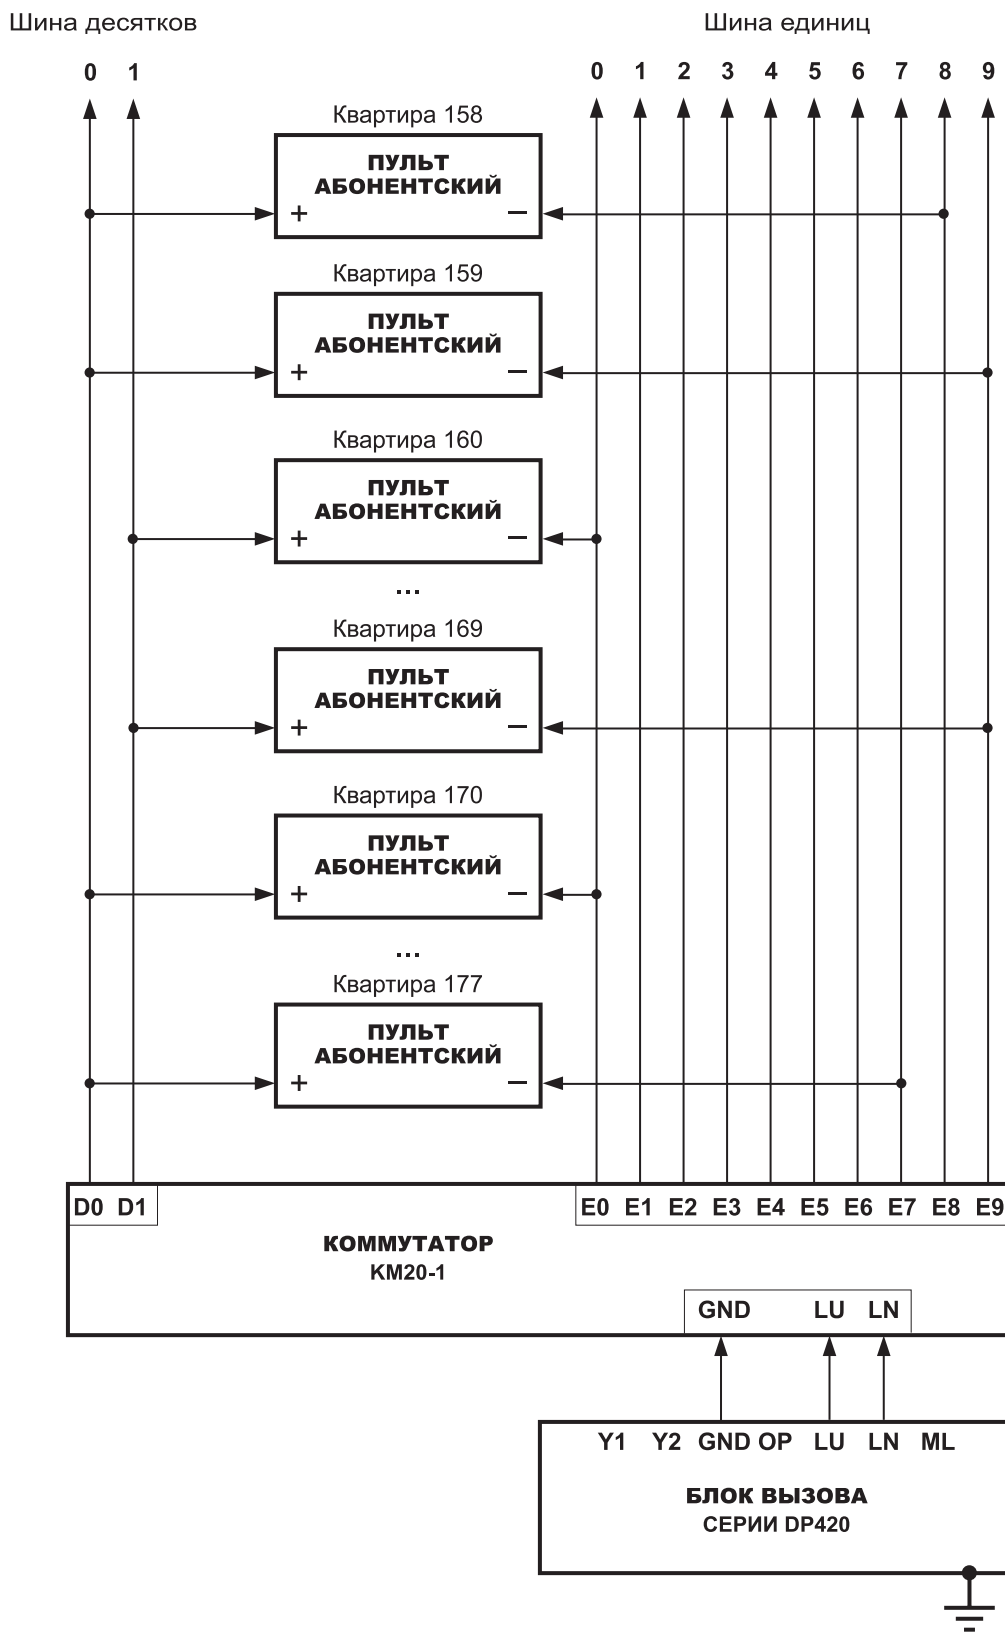 Шина десятков
Шина единиц
0 1
0 1 2 3 4 5 6 7 8 9
Квартира 158
ПУЛЬТ
АБОНЕНТСКИЙ
+ −
Квартира 159
ПУЛЬТ
АБОНЕНТСКИЙ
+ −
Квартира 160
ПУЛЬТ
АБОНЕНТСКИЙ
+ −
...
Квартира 169
ПУЛЬТ
АБОНЕНТСКИЙ
+ −
Квартира 170
ПУЛЬТ
АБОНЕНТСКИЙ
+ −
...
Квартира 177
ПУЛЬТ
АБОНЕНТСКИЙ
+ −
D0 D1
E0 E1 E2 E3 E4 E5 E6 E7 E8 E9
КОММУТАТОР
КМ20-1
GND LU LN
Y1 Y2 GND OP LU LN ML
БЛОК ВЫЗОВА
СЕРИИ DP420